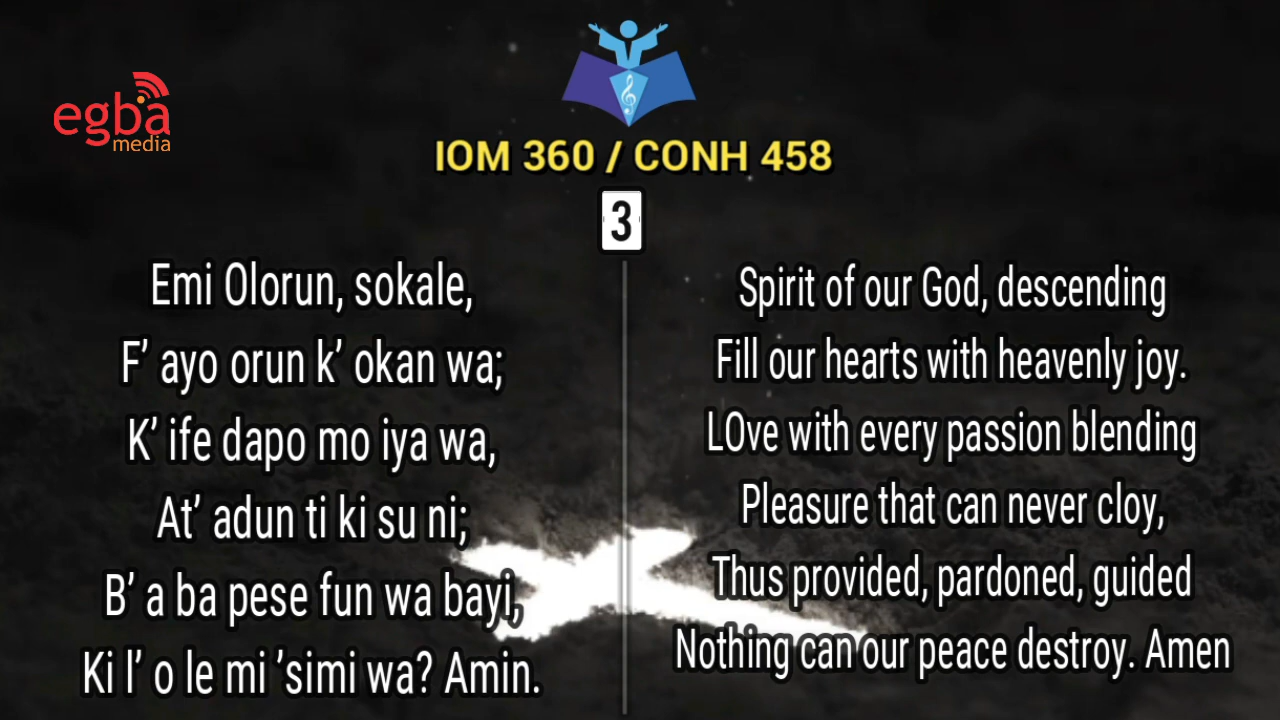 egba
media
IOM 360 / CONH 458
3
Emi Olorun, sokale,
F’ ayo orun k’ okan wa;
K’ ife dapo mo iya wa,
At’ adun ti ki su ni;
B’ a ba pese fun wa bayi,
Ki l’ o le mi ’simi wa? Amin.
Spirit of our God, descending
Fill our hearts with heavenly joy.
LOve with every passion blending
Pleasure that can never cloy,
Thus provided, pardoned, guided
Nothing can our peace destroy. Amen